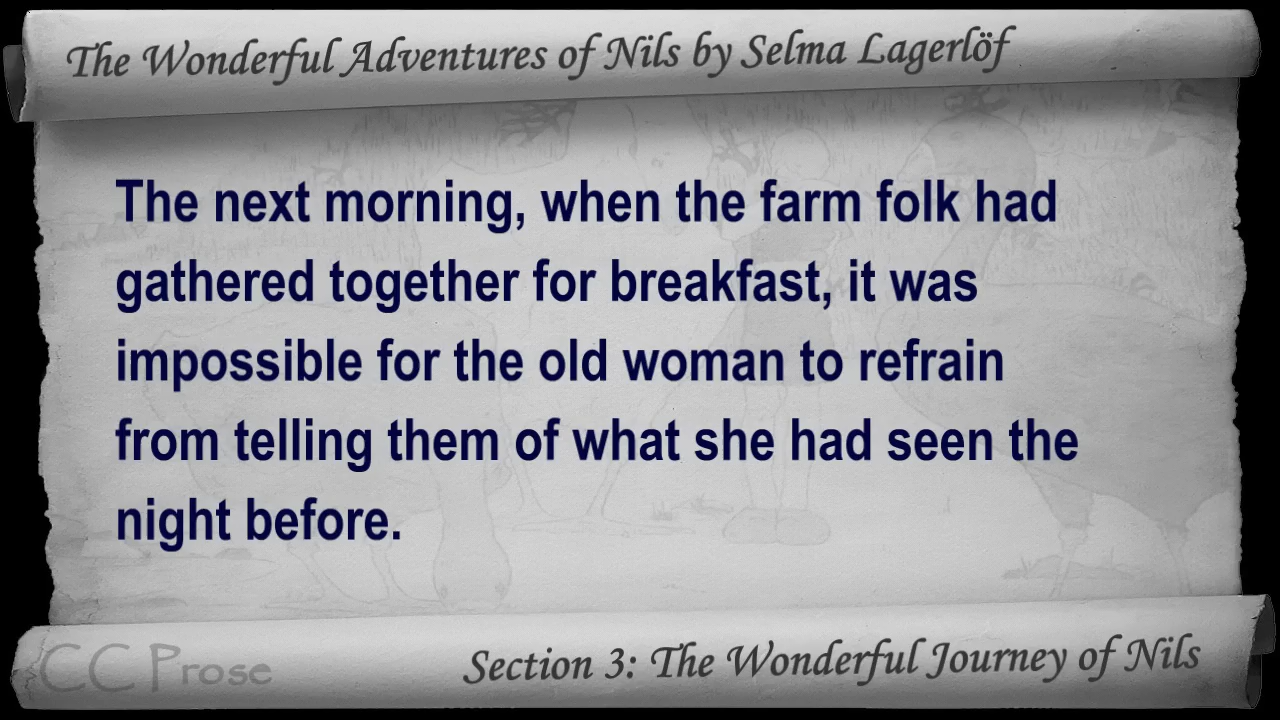 The Wonderful Adventures of Nils by Selma Lagerlöf
The next morning, when the farm folk had
gathered together for breakfast, it was
impossible for the old woman to refrain
from telling them of what she had seen the
night before.
CC Prose
Section 3: The Wonderful Journey of Nils